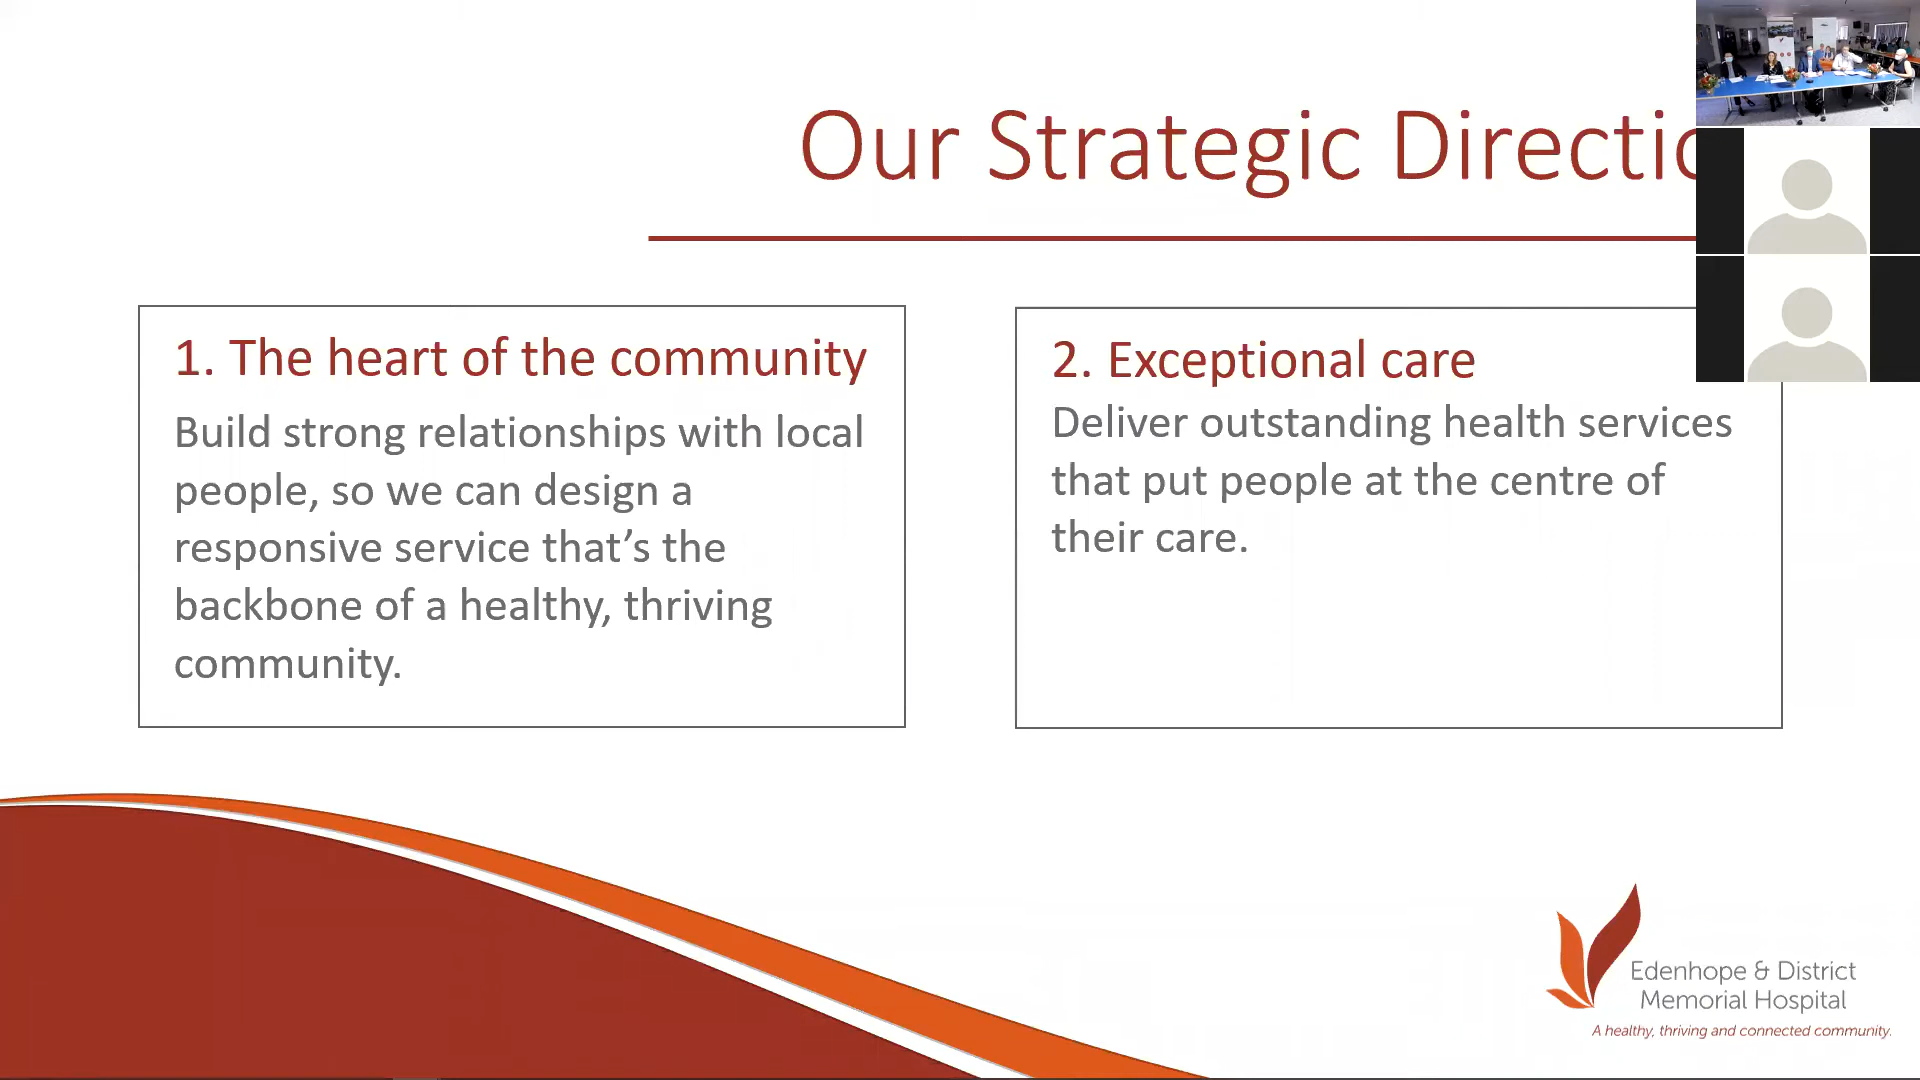 Our Strategic Directio
1. The heart of the community
Build strong relationships with local
people, so we can design a
responsive service that’s the
backbone of a healthy, thriving
community.
2. Exceptional care
Deliver outstanding health services
that put people at the centre of
their care.
Edenhope & District
Memorial Hospital
A healthy, thriving and connected community.